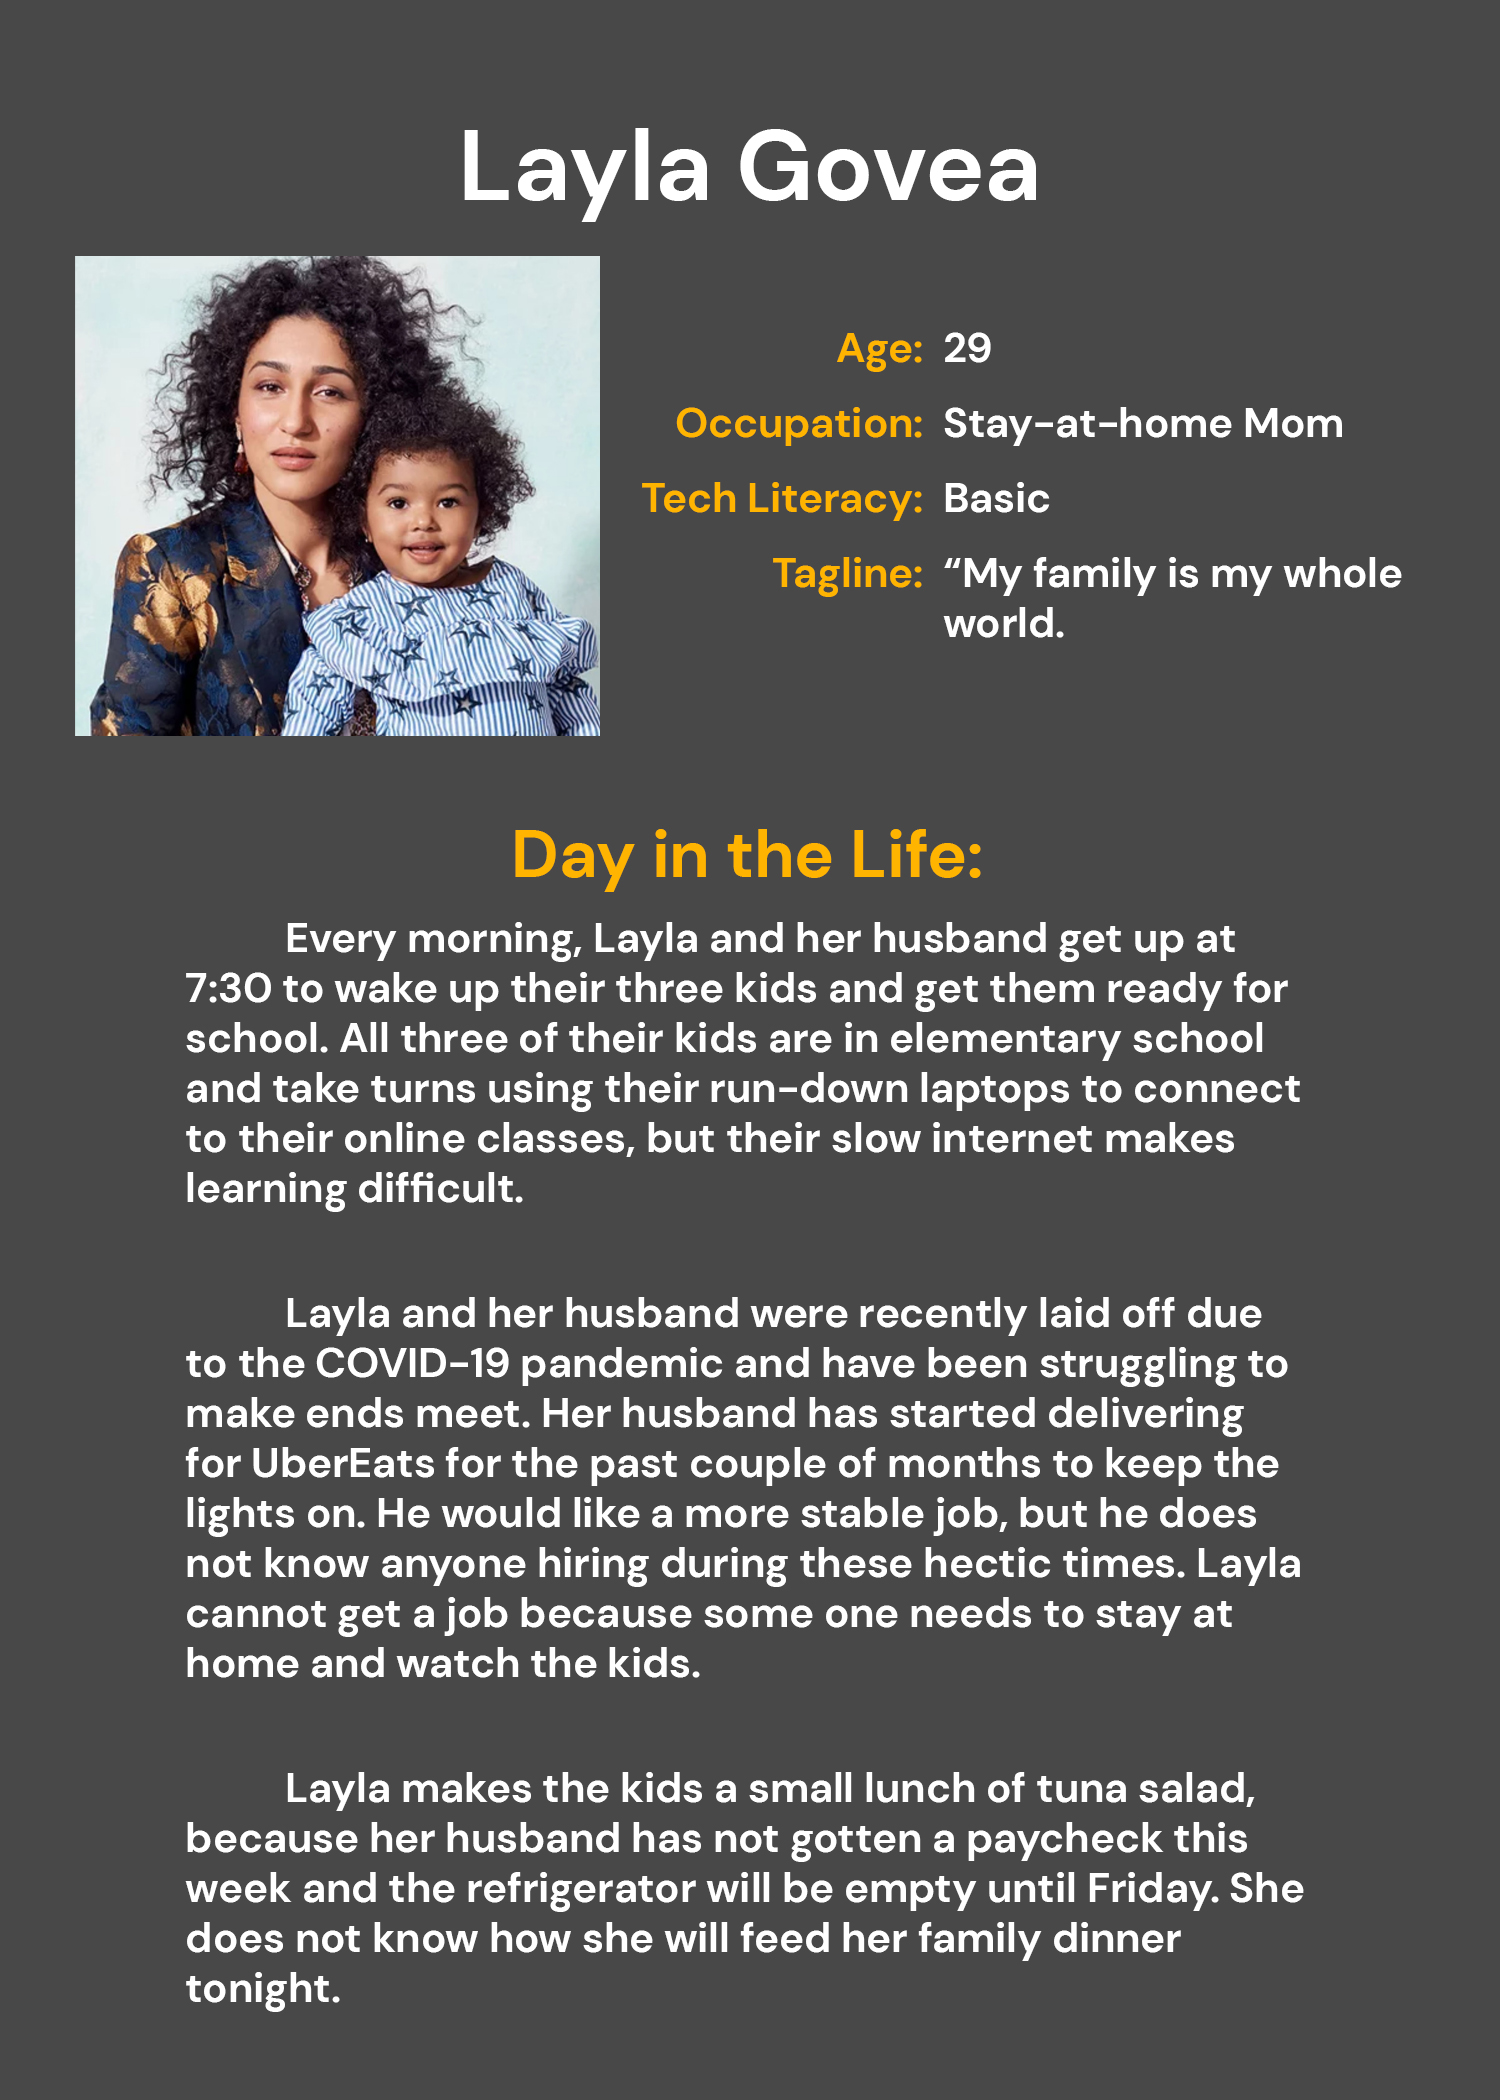 Layla Govea
Age: 29
Occupation: Stay-at-home Mom
Tech Literacy: Basic
Tagline: “My family is my whole
world.
Day in the Life:
Every morning, Layla and her husband get up at
7:30 to wake up their three kids and get them ready for
school. All three of their kids are in elementary school
and take turns using their run-down laptops to connect
to their online classes, but their slow internet makes
learning difficult.
Layla and her husband were recently laid off due
to the COVID-19 pandemic and have been struggling to
make ends meet. Her husband has started delivering
for UberEats for the past couple of months to keep the
lights on. He would like a more stable job, but he does
not know anyone hiring during these hectic times. Layla
cannot get a job because some one needs to stay at
home and watch the kids.
Layla makes the kids a small lunch of tuna salad,
because her husband has not gotten a paycheck this
week and the refrigerator will be empty until Friday. She
does not know how she will feed her family dinner
tonight.